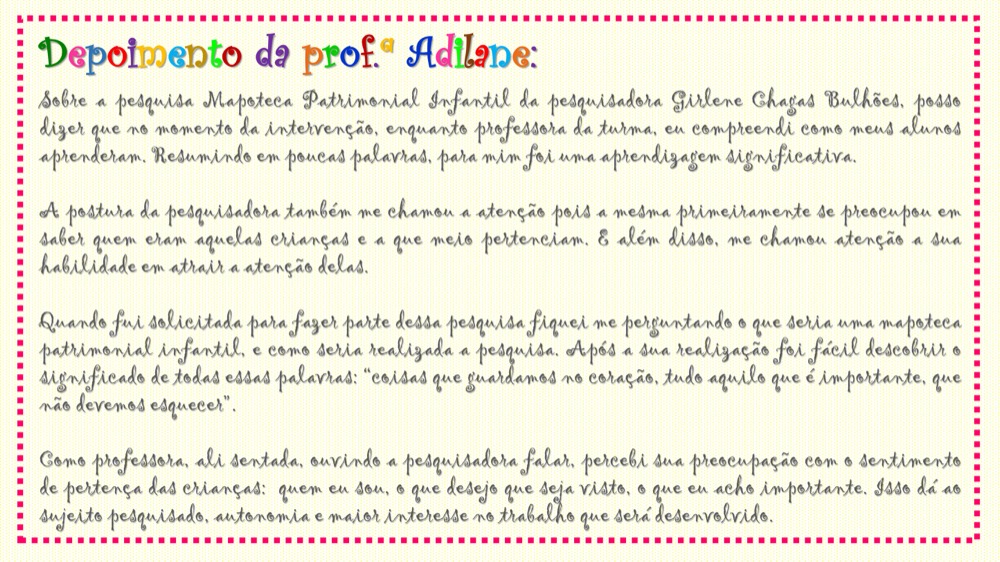 Depoimento da prof.ª Adilane:
Sobre a pesquisa Mapoteca Patrimonial Infantil da pesquisadora Girlene Chagas Bulhões, posso
dizer que no momento da intervenção, enquanto professora da turma, eu compreendi como meus alunos
aprenderam. Resumindo em poucas palavras, para mim foi uma aprendizagem significativa.
A postura da pesquisadora também me chamou a atenção pois a mesma primeiramente se preocupou em
saber quem eram aquelas crianças e a que meio pertenciam. E além disso, me chamou atenção a sua
habilidade em atrair a atenção delas.
Quando fui solicitada para fazer parte dessa pesquisa fiquei me perguntando o que seria uma mapoteca
patrimonial infantil, e como seria realizada a pesquisa. Após a sua realização foi fácil descobrir o
significado de todas essas palavras: “coisas que guardamos no coração, tudo aquilo que é importante, que
não devemos esquecer”.
Como professora, ali sentada, ouvindo a pesquisadora falar, percebi sua preocupação com o sentimento
de pertença das crianças: quem eu sou, o que desejo que seja visto, o que eu acho importante. Isso dá ao
sujeito pesquisado, autonomia e maior interesse no trabalho que será desenvolvido.